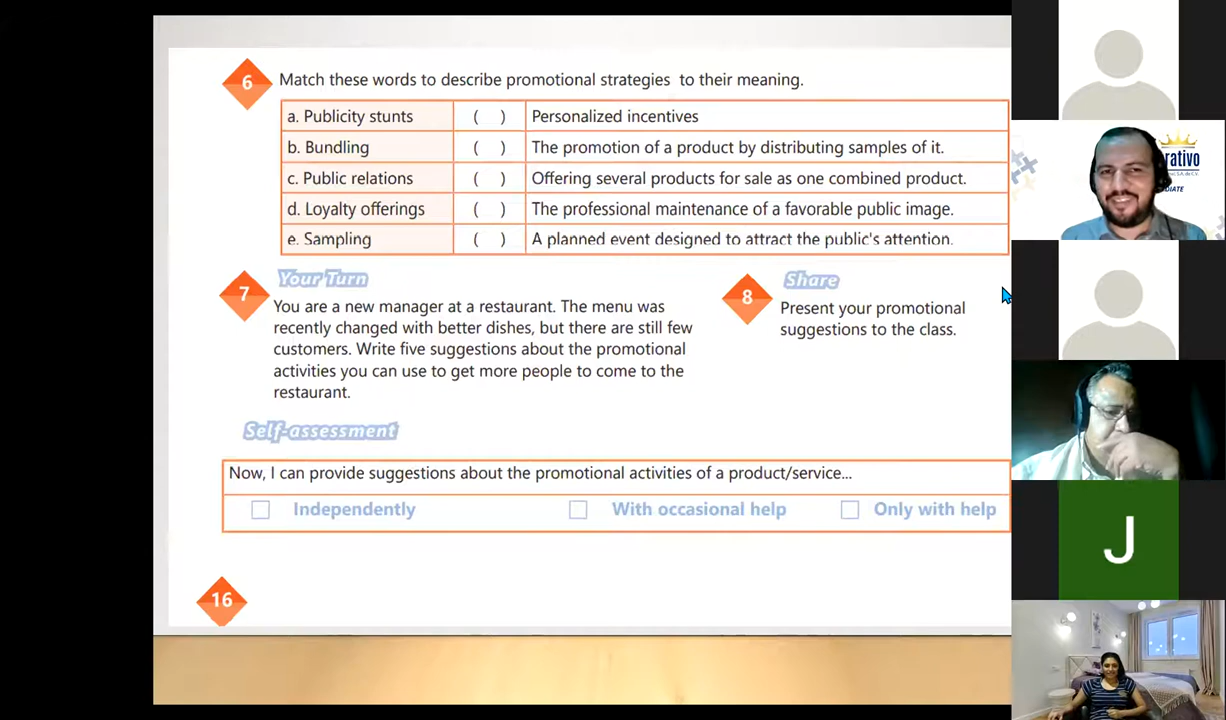 6 Match these words to describe promotional strategies to their meaning.
a. Publicity stunts ( ) Personalized incentives
b. Bundling ( ) The promotion of a product by distributing samples of it.
c. Public relations ( ) Offering several products for sale as one combined product.
d. Loyalty offerings ( ) The professional maintenance of a favorable public image.
e. Sampling ( ) A planned event designed to attract the public's attention.
7 Your Turn
You are a new manager at a restaurant. The menu was
recently changed with better dishes, but there are still few
customers. Write five suggestions about the promotional
activities you can use to get more people to come to the
restaurant.
8 Share
Present your promotional
suggestions to the class.
Self-assessment
Now, I can provide suggestions about the promotional activities of a product/service...
Independently With occasional help Only with help
16
rativo
S.A. de C.V.
DIATE
J